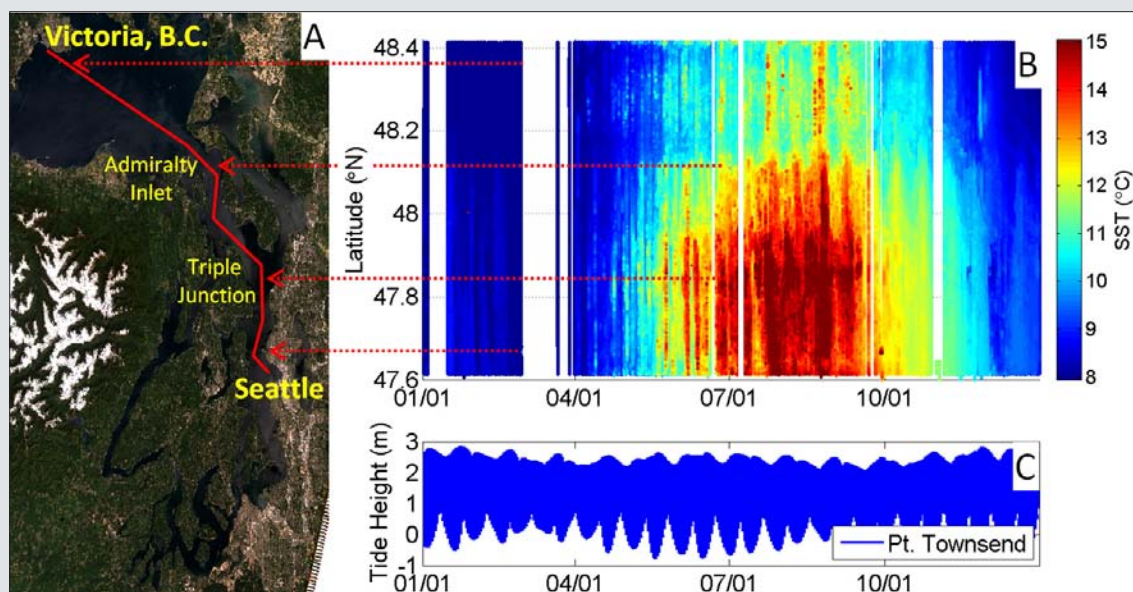 Victoria, B.C.
A
Admiralty
Inlet
Triple
Junction
Seattle
B
Latitude (°N)
48.4
48.2
48
47.8
47.6
01/01
04/01
07/01
10/01
15
14
13
12
11
10
9
8
SST (°C)
C
Tide Height (m)
3
2
1
0
-1
Pt. Townsend
01/01
04/01
07/01
10/01